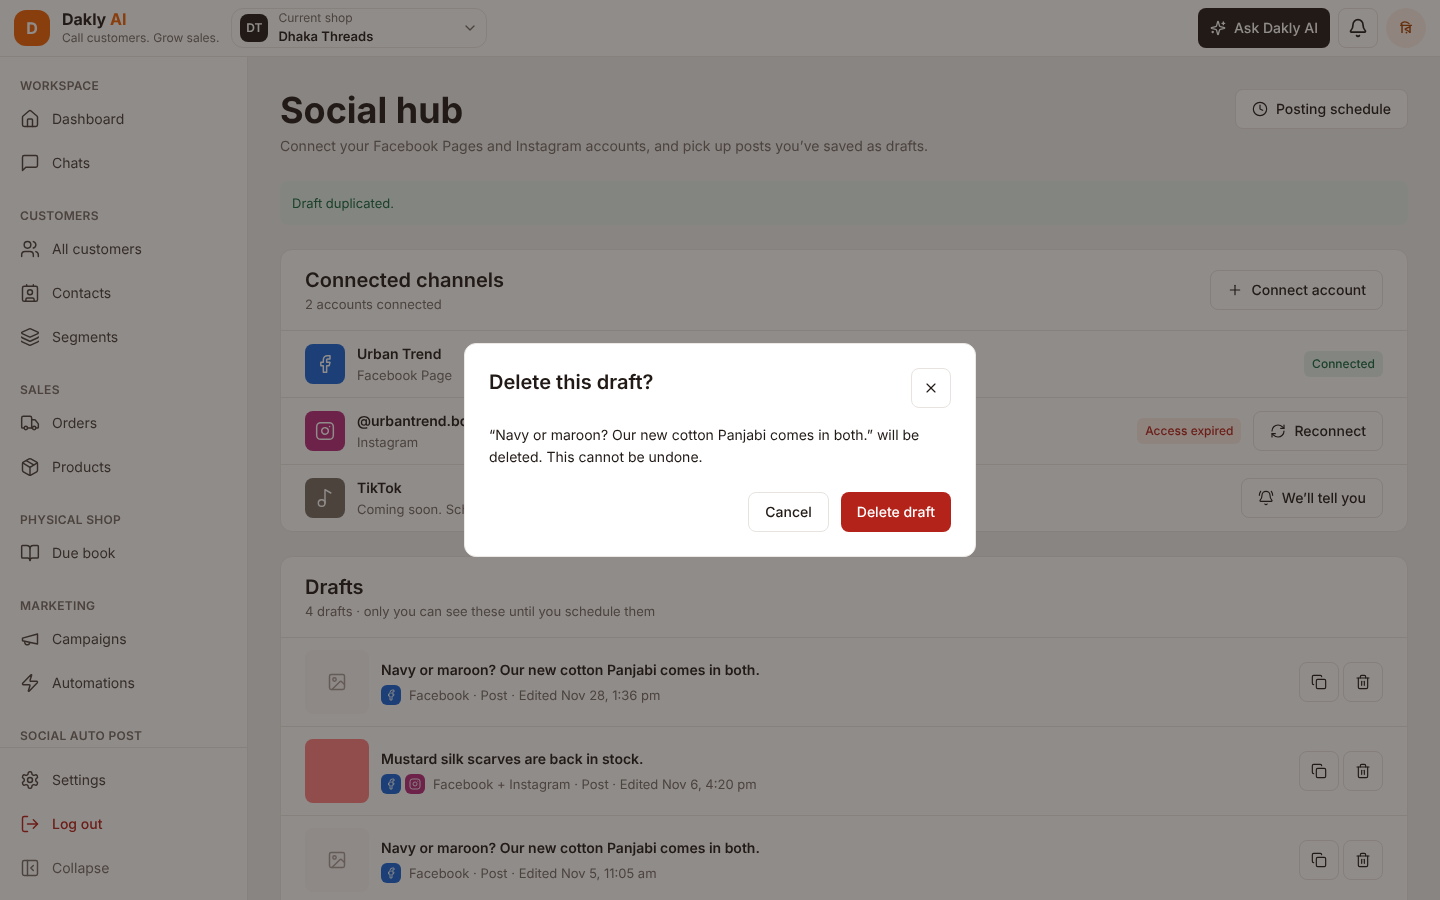 D
Dakly AI
Call customers. Grow sales.
DT
Current shop
Dhaka Threads
Ask Dakly AI
রি
WORKSPACE
Dashboard
Chats
CUSTOMERS
All customers
Contacts
Segments
SALES
Orders
Products
PHYSICAL SHOP
Due book
MARKETING
Campaigns
Automations
SOCIAL AUTO POST
Settings
Log out
Collapse
Social hub
Connect your Facebook Pages and Instagram accounts, and pick up posts you’ve saved as drafts.
Posting schedule
Draft duplicated.
Connected channels
2 accounts connected
Connect account
Urban Trend
Facebook Page
Connected
Instagram
Access expired
Reconnect
TikTok
Coming soon.
We’ll tell you
Delete this draft?
“Navy or maroon? Our new cotton Panjabi comes in both.” will be
deleted. This cannot be undone.
Cancel
Delete draft
Drafts
4 drafts · only you can see these until you schedule them
Navy or maroon? Our new cotton Panjabi comes in both.
Facebook · Post · Edited Nov 28, 1:36 pm
Mustard silk scarves are back in stock.
Facebook + Instagram · Post · Edited Nov 6, 4:20 pm
Navy or maroon? Our new cotton Panjabi comes in both.
Facebook · Post · Edited Nov 5, 11:05 am